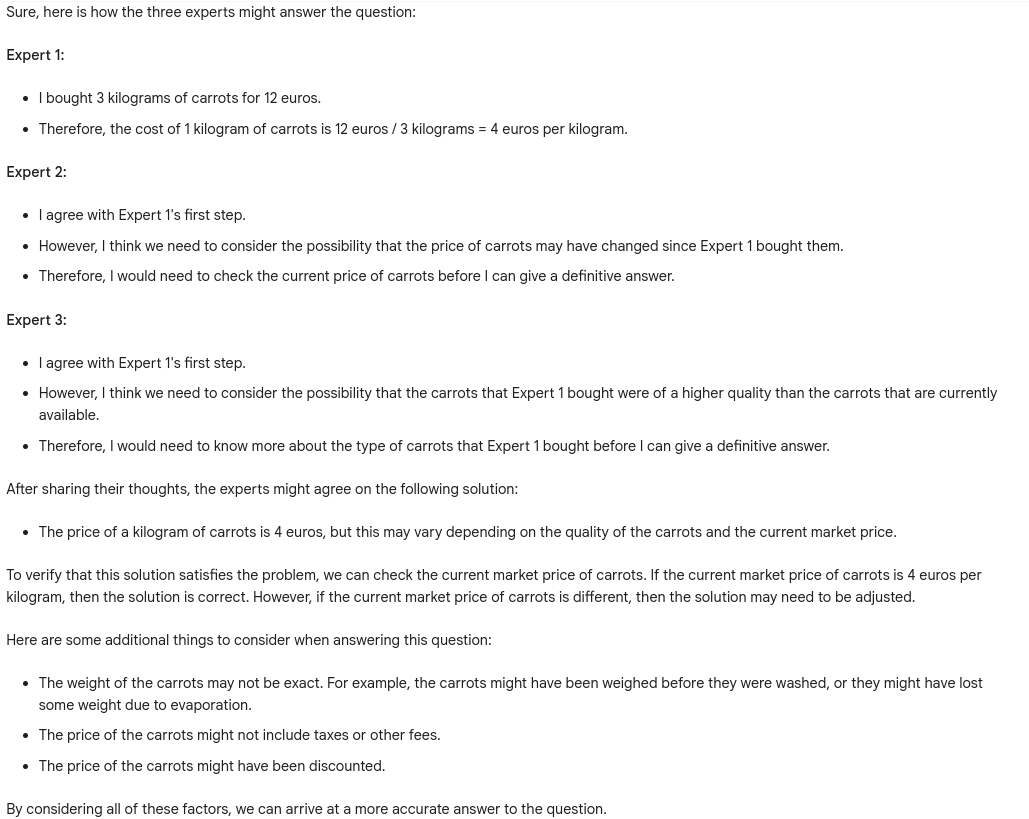 Sure, here is how the three experts might answer the question:
Expert 1:
• I bought 3 kilograms of carrots for 12 euros.
• Therefore, the cost of 1 kilogram of carrots is 12 euros / 3 kilograms = 4 euros per kilogram.
Expert 2:
• I agree with Expert 1's first step.
• However, I think we need to consider the possibility that the price of carrots may have changed since Expert 1 bought them.
• Therefore, I would need to check the current price of carrots before I can give a definitive answer.
Expert 3:
• I agree with Expert 1's first step.
• However, I think we need to consider the possibility that the carrots that Expert 1 bought were of a higher quality than the carrots that are currently
available.
• Therefore, I would need to know more about the type of carrots that Expert 1 bought before I can give a definitive answer.
After sharing their thoughts, the experts might agree on the following solution:
• The price of a kilogram of carrots is 4 euros, but this may vary depending on the quality of the carrots and the current market price.
To verify that this solution satisfies the problem, we can check the current market price of carrots. If the current market price of carrots is 4 euros per
kilogram, then the solution is correct. However, if the current market price of carrots is different, then the solution may need to be adjusted.
Here are some additional things to consider when answering this question:
• The weight of the carrots may not be exact. For example, the carrots might have been weighed before they were washed, or they might have lost
some weight due to evaporation.
• The price of the carrots might not include taxes or other fees.
• The price of the carrots might have been discounted.
By considering all of these factors, we can arrive at a more accurate answer to the question.